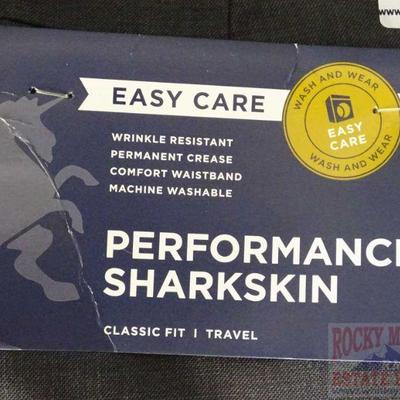 EASY CARE
WASH AND WEAR
EASY
CARE
WASH AND WEAR
WRINKLE RESISTANT
PERMANENT CREASE
COMFORT WAISTBAND
MACHINE WASHABLE
PERFORMANC
SHARKSKIN
CLASSIC FIT | TRAVEL
ROCKY M
ESTATE